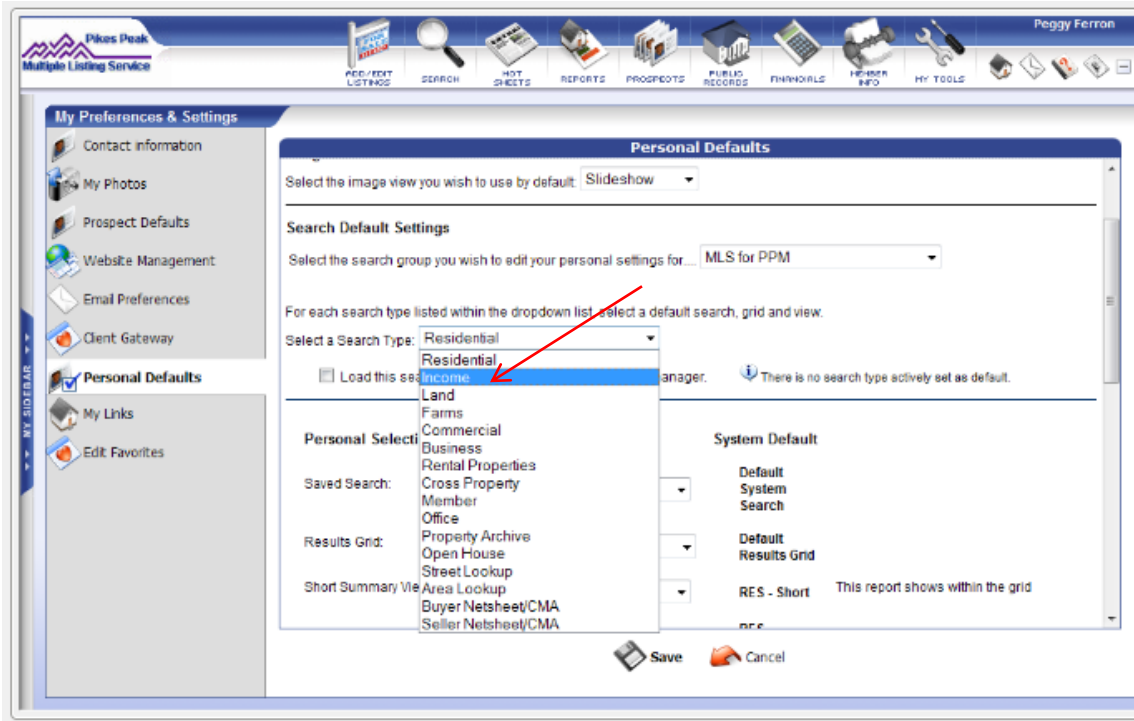 Pikes Peak
Multiple Listing Service
ADD/EDIT LISTINGS
SEARCH
HOT SHEETS
REPORTS
PROSPECTS
PUBLIC RECORDS
FINANCIALS
MEMBER INFO
MY TOOLS
Peggy Ferron
My Preferences & Settings
Contact Information
My Photos
Prospect Defaults
Website Management
Email Preferences
Client Gateway
Personal Defaults
My Links
Edit Favorites
MY SIDEBAR
Personal Defaults
Select the image view you wish to use by default: Slideshow
Search Default Settings
Select the search group you wish to edit your personal settings for.... MLS for PPM
For each search type listed within the dropdown list, select a default search, grid and view.
Select a Search Type: Residential
Residential
Load this sea
Income
anager.
There is no search type actively set as default.
Land
Farms
Commercial
Business
Rental Properties
Cross Property
Member
Office
Property Archive
Open House
Street Lookup
Area Lookup
Buyer Netsheet/CMA
Seller Netsheet/CMA
Personal Selecti
System Default
Saved Search:
Default
System
Search
Results Grid:
Default
Results Grid
Short Summary Vie
RES - Short
This report shows within the grid
Save
Cancel